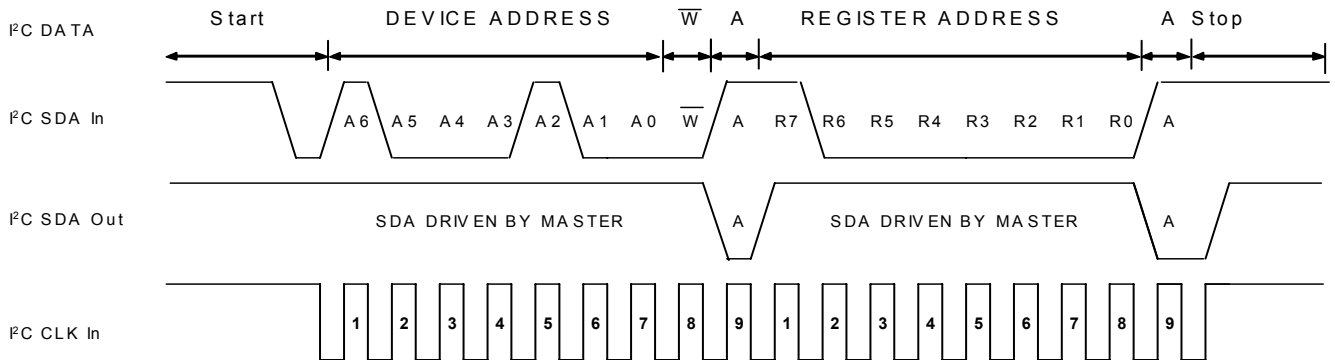 Start DEVICE ADDRESS W̅ A REGISTER ADDRESS A Stop
I²C DATA
I²C SDA In A6 A5 A4 A3 A2 A1 A0 W̅ A R7 R6 R5 R4 R3 R2 R1 R0 A
I²C SDA Out SDA DRIVEN BY MASTER A SDA DRIVEN BY MASTER A
I²C CLK In 1 2 3 4 5 6 7 8 9 1 2 3 4 5 6 7 8 9